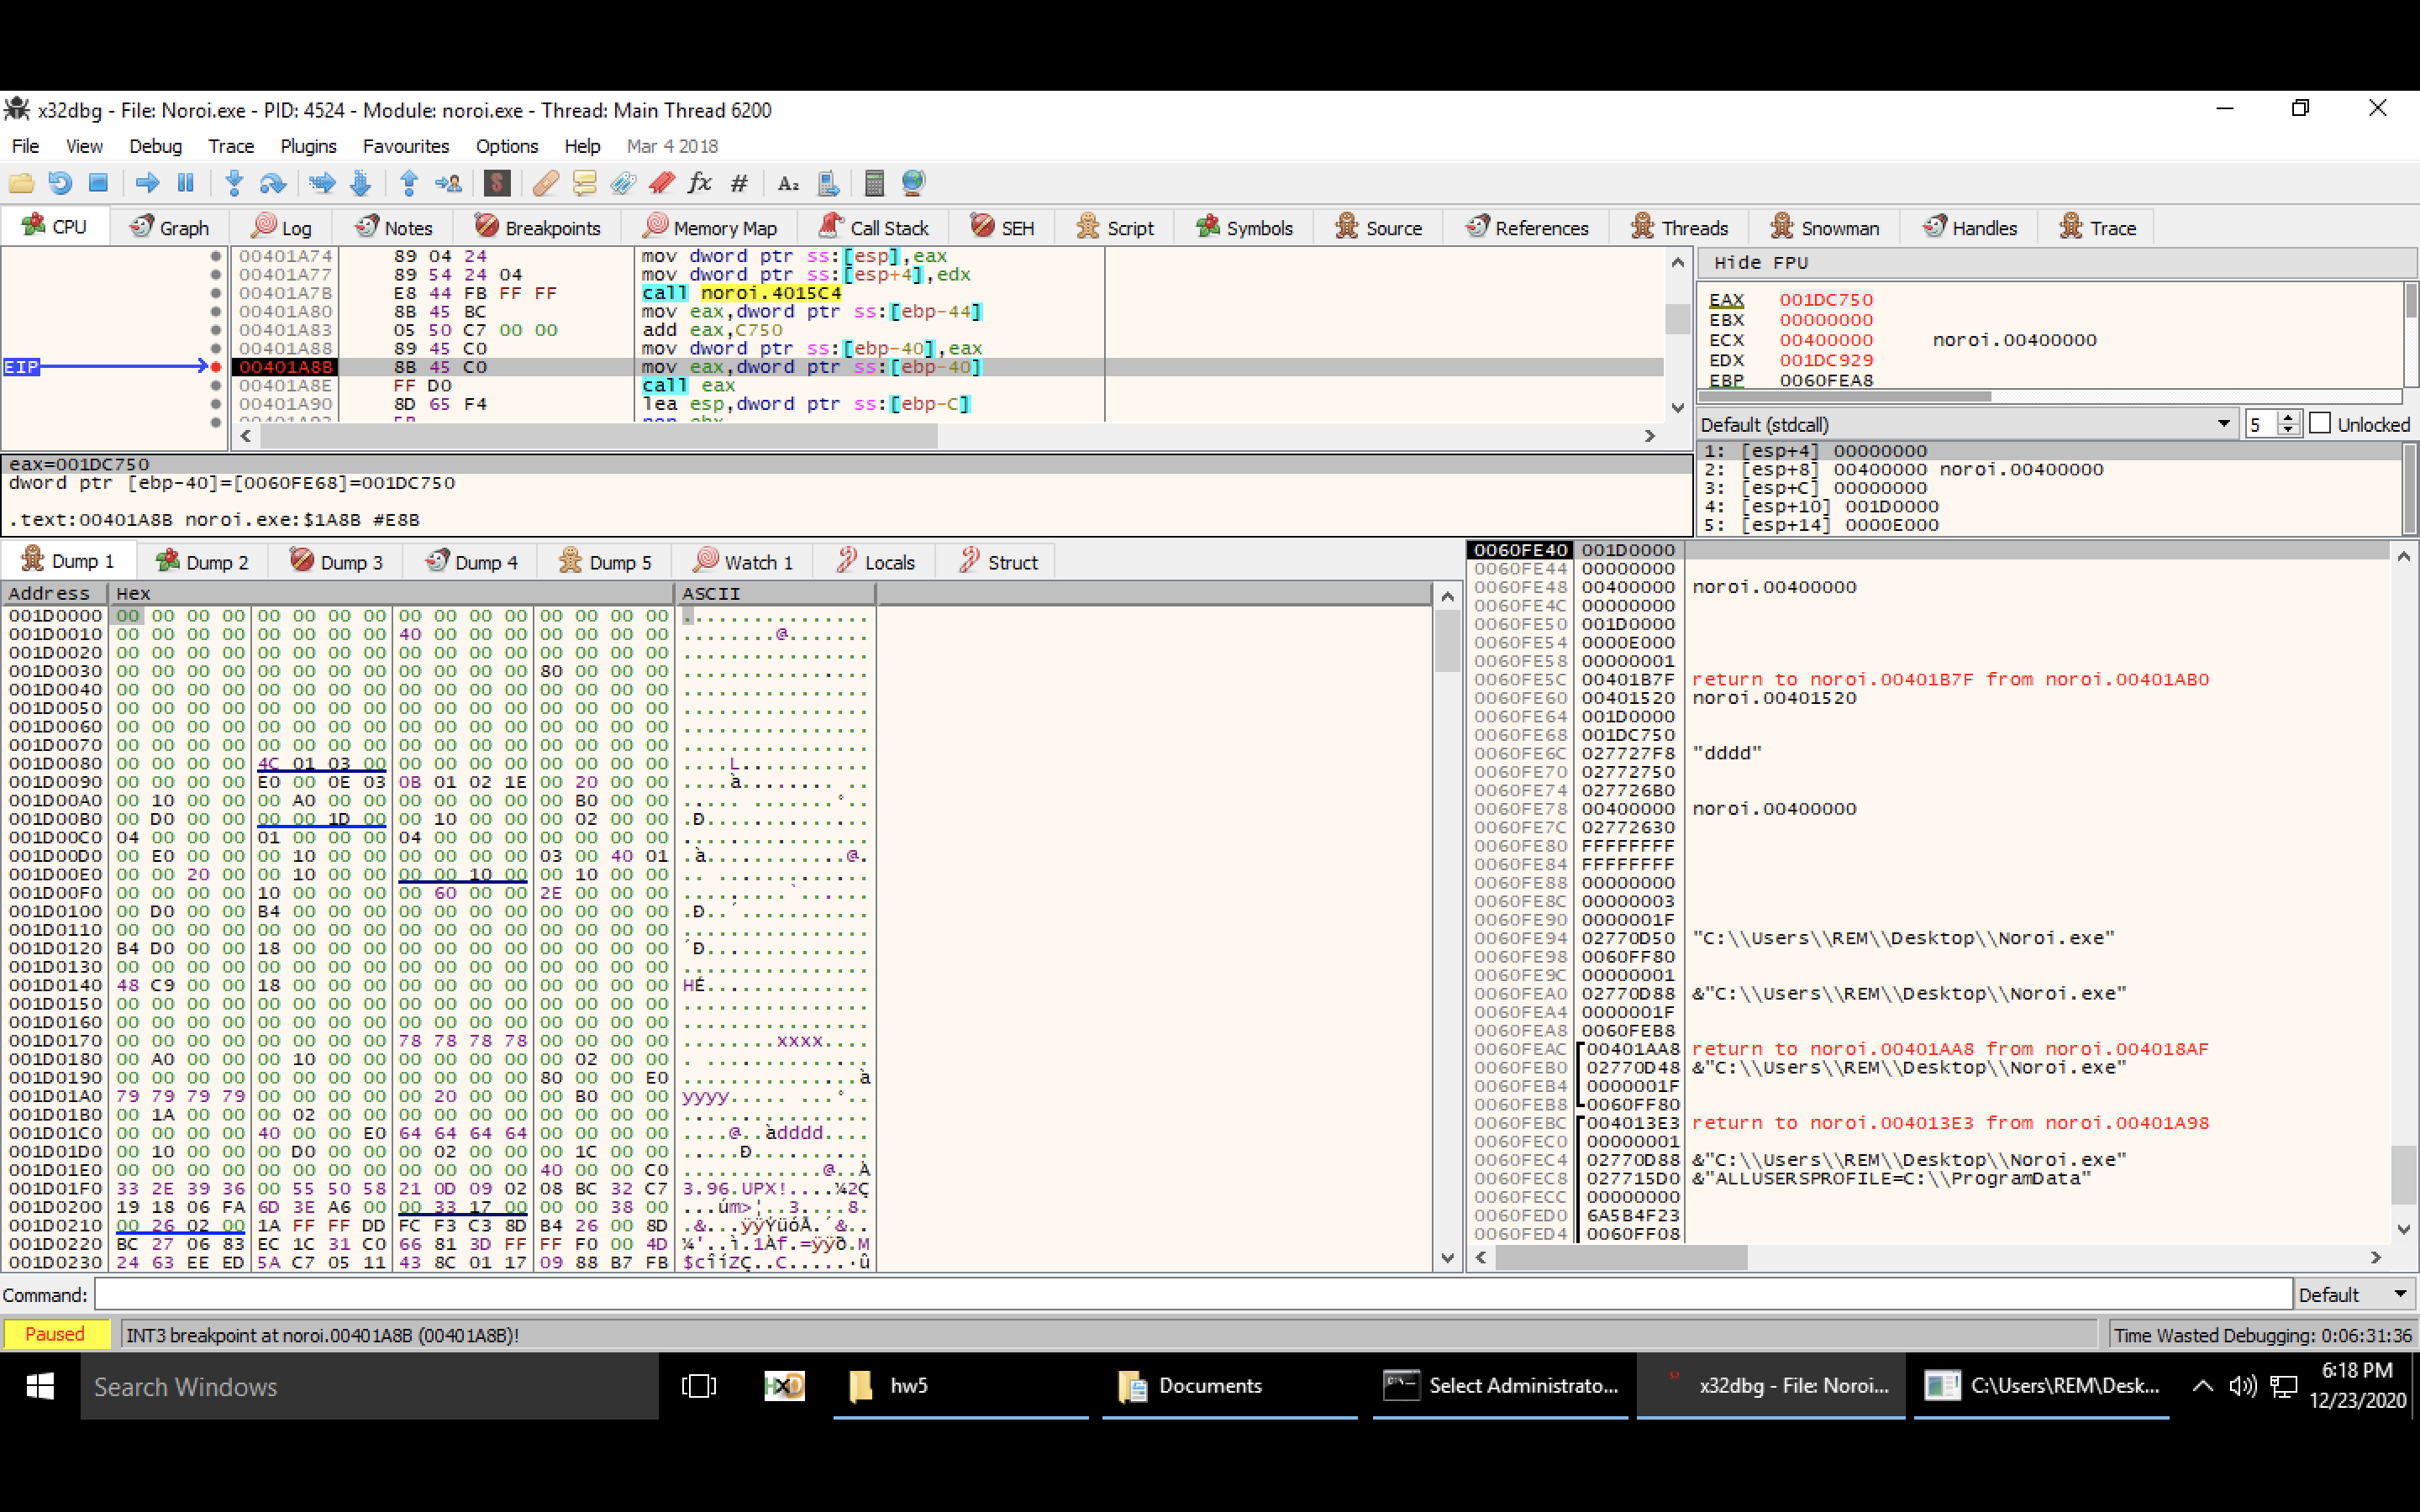 x32dbg - File: Noroi.exe - PID: 4524 - Module: noroi.exe - Thread: Main Thread 6200
File View Debug Trace Plugins Favourites Options Help Mar 4 2018
CPU Graph Log Notes Breakpoints Memory Map Call Stack SEH Script Symbols Source References Threads Snowman Handles Trace
00401A74 89 04 24 mov dword ptr ss:[esp],eax
00401A77 89 54 24 04 mov dword ptr ss:[esp+4],edx
00401A7B E8 44 FB FF FF call noroi.4015C4
00401A80 8B 45 BC mov eax,dword ptr ss:[ebp-44]
00401A83 05 50 C7 00 00 add eax,C750
00401A88 89 45 C0 mov dword ptr ss:[ebp-40],eax
EIP 00401A8B 8B 45 C0 mov eax,dword ptr ss:[ebp-40]
00401A8E FF D0 call eax
00401A90 8D 65 F4 lea esp,dword ptr ss:[ebp-C]
Hide FPU
EAX 001DC750
EBX 00000000
ECX 00400000 noroi.00400000
EDX 001DC929
EBP 0060FEA8
Default (stdcall) 5 Unlocked
1: [esp+4] 00000000
2: [esp+8] 00400000 noroi.00400000
3: [esp+C] 00000000
4: [esp+10] 001D0000
5: [esp+14] 0000E000
eax=001DC750
dword ptr [ebp-40]=[0060FE68]=001DC750
.text:00401A8B noroi.exe:$1A8B #E8B
Dump 1 Dump 2 Dump 3 Dump 4 Dump 5 Watch 1 Locals Struct
Address Hex ASCII
001D0000 00 00 00 00 00 00 00 00 00 00 00 00 00 00 00 00 ................
001D0010 00 00 00 00 00 00 00 00 40 00 00 00 00 00 00 00 ........@.......
001D0020 00 00 00 00 00 00 00 00 00 00 00 00 00 00 00 00 ................
001D0030 00 00 00 00 00 00 00 00 00 00 00 00 80 00 00 00 ................
001D0040 00 00 00 00 00 00 00 00 00 00 00 00 00 00 00 00 ................
001D0050 00 00 00 00 00 00 00 00 00 00 00 00 00 00 00 00 ................
001D0060 00 00 00 00 00 00 00 00 00 00 00 00 00 00 00 00 ................
001D0070 00 00 00 00 00 00 00 00 00 00 00 00 00 00 00 00 ................
001D0080 00 00 00 00 4C 01 03 00 00 00 00 00 00 00 00 00 ....L...........
001D0090 E0 00 0E 03 0B 01 02 1E 00 20 00 00
001D00A0 00 10 00 00 00 A0 00 00 00 00 00 00 00 B0 00 00 ..... .......°..
001D00B0 00 D0 00 00 00 00 1D 00 00 10 00 00 00 02 00 00 .Ð..............
001D00C0 04 00 00 00 01 00 00 00 04 00 00 00 00 00 00 00 ................
001D00D0 00 E0 00 00 00 10 00 00 00 00 00 00 03 00 40 01 .à............@.
001D00E0 00 00 20 00 00 10 00 00 00 00 10 00 00 10 00 00 .. .............
001D00F0 00 00 00 00 10 00 00 00 00 60 00 00 2E 00 00 00 .........`......
001D0100 00 D0 00 00 B4 00 00 00 00 00 00 00 00 00 00 00 .Ð..´...........
001D0110 00 00 00 00 00 00 00 00 00 00 00 00 00 00 00 00 ................
001D0120 B4 D0 00 00 18 00 00 00 00 00 00 00 00 00 00 00 ´Ð..............
001D0130 00 00 00 00 00 00 00 00 00 00 00 00 00 00 00 00 ................
001D0140 48 C9 00 00 18 00 00 00 00 00 00 00 00 00 00 00 HÉ..............
001D0150 00 00 00 00 00 00 00 00 00 00 00 00 00 00 00 00 ................
001D0160 00 00 00 00 00 00 00 00 00 00 00 00 00 00 00 00 ................
001D0170 00 00 00 00 00 00 00 00 78 78 78 78 00 00 00 00 ........xxxx....
001D0180 00 A0 00 00 00 10 00 00 00 00 00 00 00 02 00 00 . ..............
001D0190 00 00 00 00 00 00 00 00 00 00 00 00 80 00 00 E0 ...............à
001D01A0 79 79 79 79 00 00 00 00 00 20 00 00 00 B0 00 00 yyyy..... ...°..
001D01B0 00 1A 00 00 00 02 00 00 00 00 00 00 00 00 00 00 ................
001D01C0 00 00 00 00 40 00 00 E0 64 64 64 64 00 00 00 00 ....@..àdddd....
001D01D0 00 10 00 00 00 D0 00 00 00 02 00 00 00 1C 00 00 .....Ð..........
001D01E0 00 00 00 00 00 00 00 00 00 00 00 00 40 00 00 C0 ............@..À
001D01F0 33 2E 39 36 00 55 50 58 21 0D 09 02 08 BC 32 C7 3.96.UPX!....¼2Ç
001D0200 19 18 06 FA 6D 3E A6 00 00 33 17 00 00 00 38 00 ...úm>¦..3....8.
001D0210 00 26 02 00 1A FF FF DD FC F3 C3 8D B4 26 00 8D .&...ÿÿÝüóÃ.´&..
001D0220 BC 27 06 83 EC 1C 31 C0 66 81 3D FF FF F0 00 4D ¼'..ì.1Àf.=ÿÿð.M
001D0230 24 63 EE ED 5A C7 05 11 43 8C 01 17 09 88 B7 FB $cîíZÇ..C.....·û
0060FE40 001D0000
0060FE44 00000000
0060FE48 00400000 noroi.00400000
0060FE4C 00000000
0060FE50 001D0000
0060FE54 0000E000
0060FE58 00000001
0060FE5C 00401B7F return to noroi.00401B7F from noroi.00401AB0
0060FE60 00401520 noroi.00401520
0060FE64 001D0000
0060FE68 001DC750
0060FE6C 027727F8 "dddd"
0060FE70 02772750
0060FE74 027726B0
0060FE78 00400000 noroi.00400000
0060FE7C 02772630
0060FE80 FFFFFFFF
0060FE84 FFFFFFFF
0060FE88 00000000
0060FE8C 00000003
0060FE90 0000001F
0060FE94 02770D50 "C:\\Users\\REM\\Desktop\\Noroi.exe"
0060FE98 0060FF80
0060FE9C 00000001
0060FEA0 02770D88 &"C:\\Users\\REM\\Desktop\\Noroi.exe"
0060FEA4 0000001F
0060FEA8 0060FEB8
0060FEAC 00401AA8 return to noroi.00401AA8 from noroi.004018AF
0060FEB0 02770D48 &"C:\\Users\\REM\\Desktop\\Noroi.exe"
0060FEB4 0000001F
0060FEB8 0060FF80
0060FEBC 004013E3 return to noroi.004013E3 from noroi.00401A98
0060FEC0 00000001
0060FEC4 02770D88 &"C:\\Users\\REM\\Desktop\\Noroi.exe"
0060FEC8 027715D0 &"ALLUSERSPROFILE=C:\\ProgramData"
0060FECC 00000000
0060FED0 6A5B4F23
0060FED4 0060FF08
Command: Default
Paused INT3 breakpoint at noroi.00401A8B (00401A8B)! Time Wasted Debugging: 0:06:31:36
Search Windows HxD hw5 Documents Select Administrato... x32dbg - File: Noroi... C:\Users\REM\Desk... 6:18 PM
12/23/2020